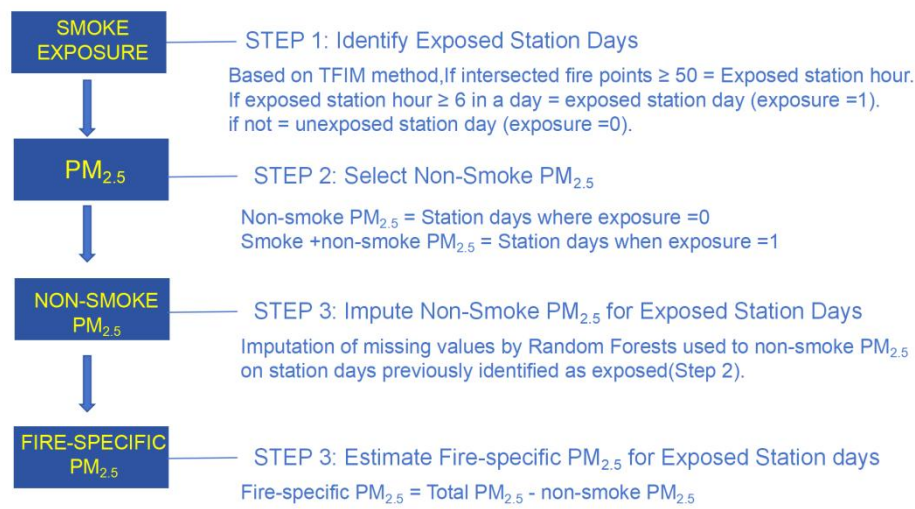 SMOKE
EXPOSURE
STEP 1: Identify Exposed Station Days
Based on TFIM method,If intersected fire points ≥ 50 = Exposed station hour.
If exposed station hour ≥ 6 in a day = exposed station day (exposure =1).
if not = unexposed station day (exposure =0).
PM2.5
STEP 2: Select Non-Smoke PM2.5
Non-smoke PM2.5 = Station days where exposure =0
Smoke +non-smoke PM2.5 = Station days when exposure =1
NON-SMOKE
PM2.5
STEP 3: Impute Non-Smoke PM2.5 for Exposed Station Days
Imputation of missing values by Random Forests used to non-smoke PM2.5
on station days previously identified as exposed(Step 2).
FIRE-SPECIFIC
PM2.5
STEP 3: Estimate Fire-specific PM2.5 for Exposed Station days
Fire-specific PM2.5 = Total PM2.5 - non-smoke PM2.5